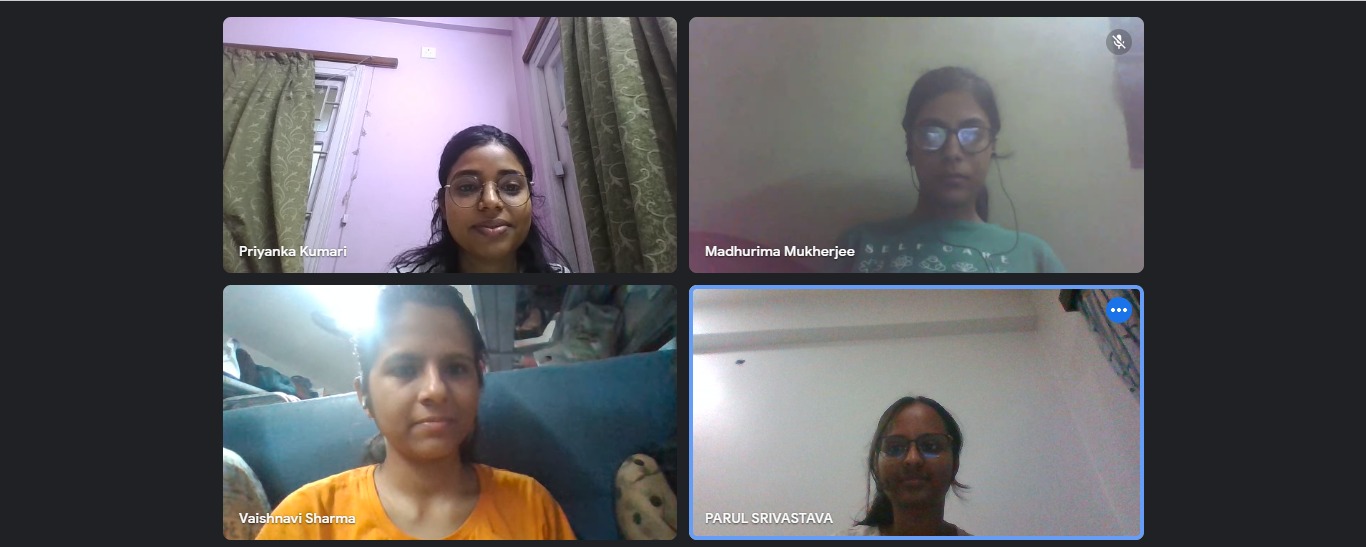 Priyanka Kumari
Madhurima Mukherjee
SELF CARE
Vaishnavi Sharma
PARUL SRIVASTAVA